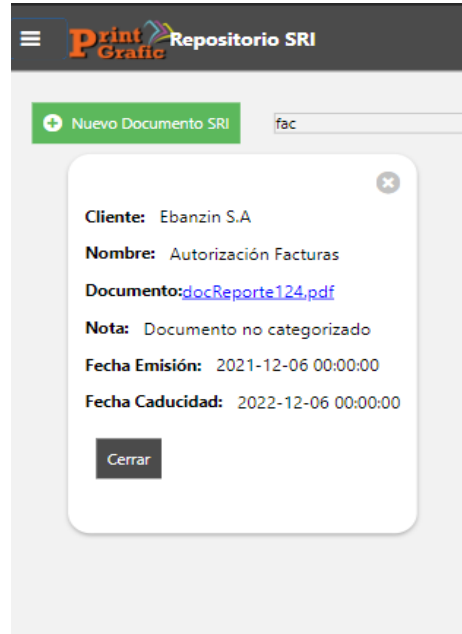 Print Grafic Repositorio SRI
Nuevo Documento SRI fac
Cliente: Ebanzin S.A
Nombre: Autorización Facturas
Documento:docReporte124.pdf
Nota: Documento no categorizado
Fecha Emisión: 2021-12-06 00:00:00
Fecha Caducidad: 2022-12-06 00:00:00
Cerrar